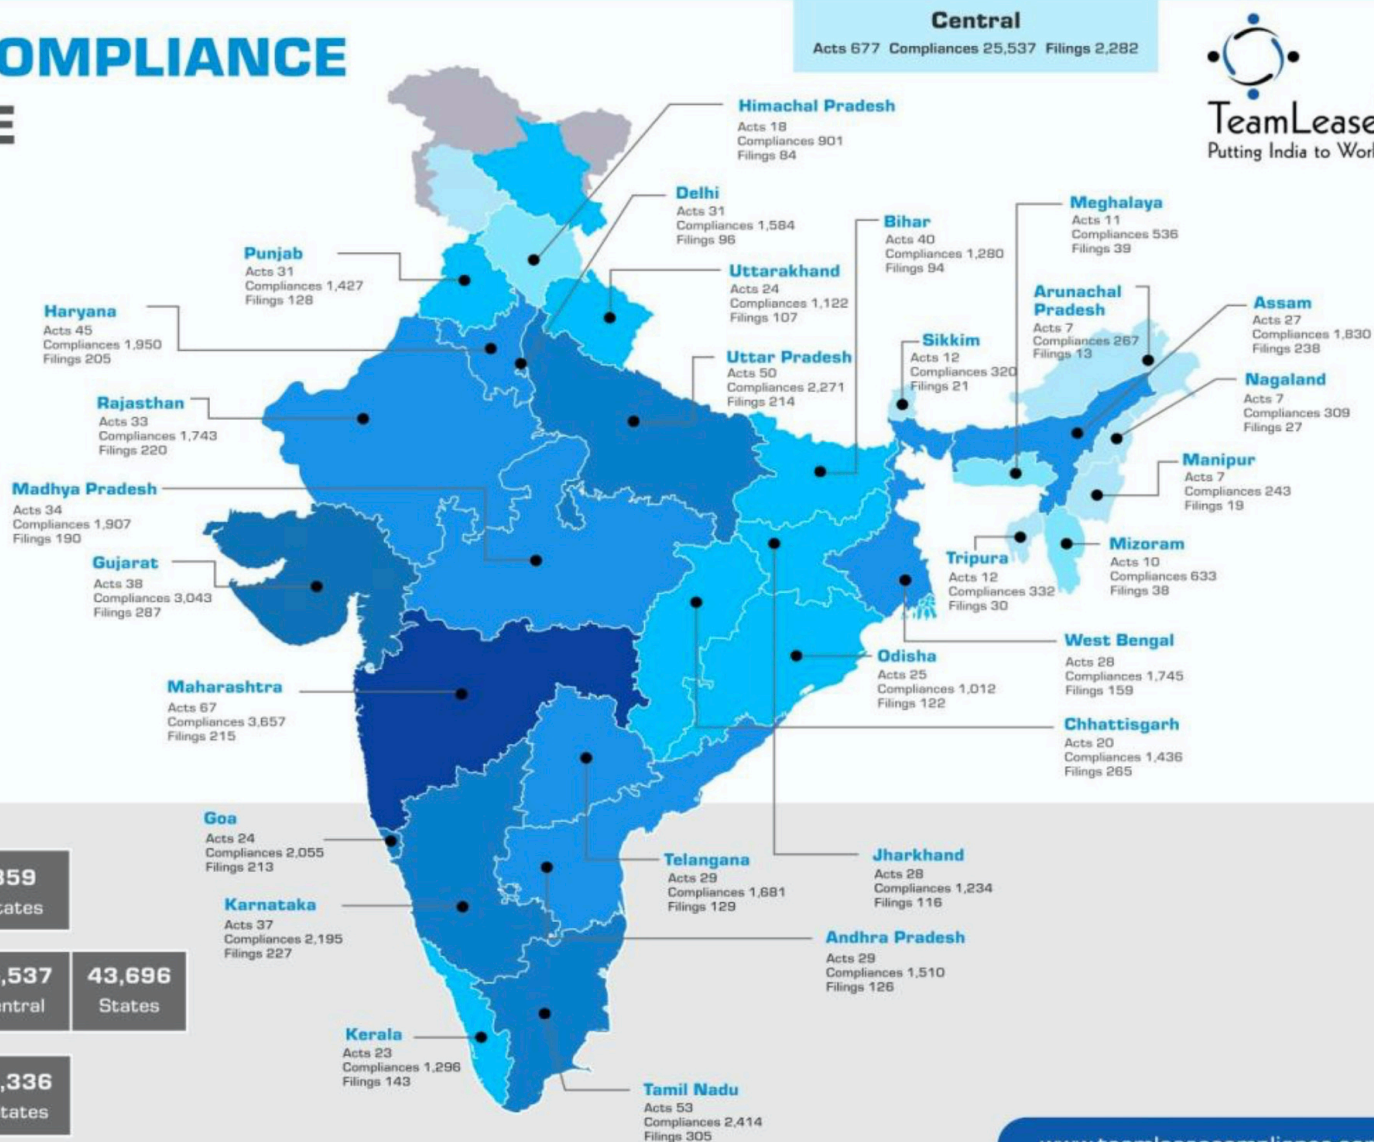 OMPLIANCE
E
Central
Acts 677 Compliances 25,537 Filings 2,282
TeamLease
Putting India to Work
Himachal Pradesh
Acts 18
Compliances 901
Filings 84
Delhi
Acts 31
Compliances 1,584
Filings 96
Meghalaya
Acts 11
Compliances 536
Filings 39
Bihar
Acts 40
Compliances 1,280
Filings 94
Punjab
Acts 31
Compliances 1,427
Filings 128
Uttarakhand
Acts 24
Compliances 1,122
Filings 107
Arunachal
Pradesh
Acts 7
Compliances 267
Filings 13
Assam
Acts 27
Compliances 1,830
Filings 238
Haryana
Acts 45
Compliances 1,950
Filings 205
Sikkim
Acts 12
Compliances 320
Filings 21
Uttar Pradesh
Acts 50
Compliances 2,271
Filings 214
Nagaland
Acts 7
Compliances 309
Filings 27
Rajasthan
Acts 33
Compliances 1,743
Filings 220
Manipur
Acts 7
Compliances 243
Filings 19
Madhya Pradesh
Acts 34
Compliances 1,907
Filings 190
Gujarat
Acts 38
Compliances 3,043
Filings 287
Tripura
Acts 12
Compliances 332
Filings 30
Mizoram
Acts 10
Compliances 633
Filings 38
West Bengal
Acts 28
Compliances 1,745
Filings 159
Odisha
Acts 25
Compliances 1,012
Filings 122
Maharashtra
Acts 67
Compliances 3,657
Filings 215
Chhattisgarh
Acts 20
Compliances 1,436
Filings 265
Goa
Acts 24
Compliances 2,055
Filings 213
Telangana
Acts 29
Compliances 1,681
Filings 129
Jharkhand
Acts 28
Compliances 1,234
Filings 116
Karnataka
Acts 37
Compliances 2,195
Filings 227
Andhra Pradesh
Acts 29
Compliances 1,510
Filings 126
Kerala
Acts 23
Compliances 1,296
Filings 143
Tamil Nadu
Acts 53
Compliances 2,414
Filings 305
859
tates
,537
entral
43,696
States
,336
tates